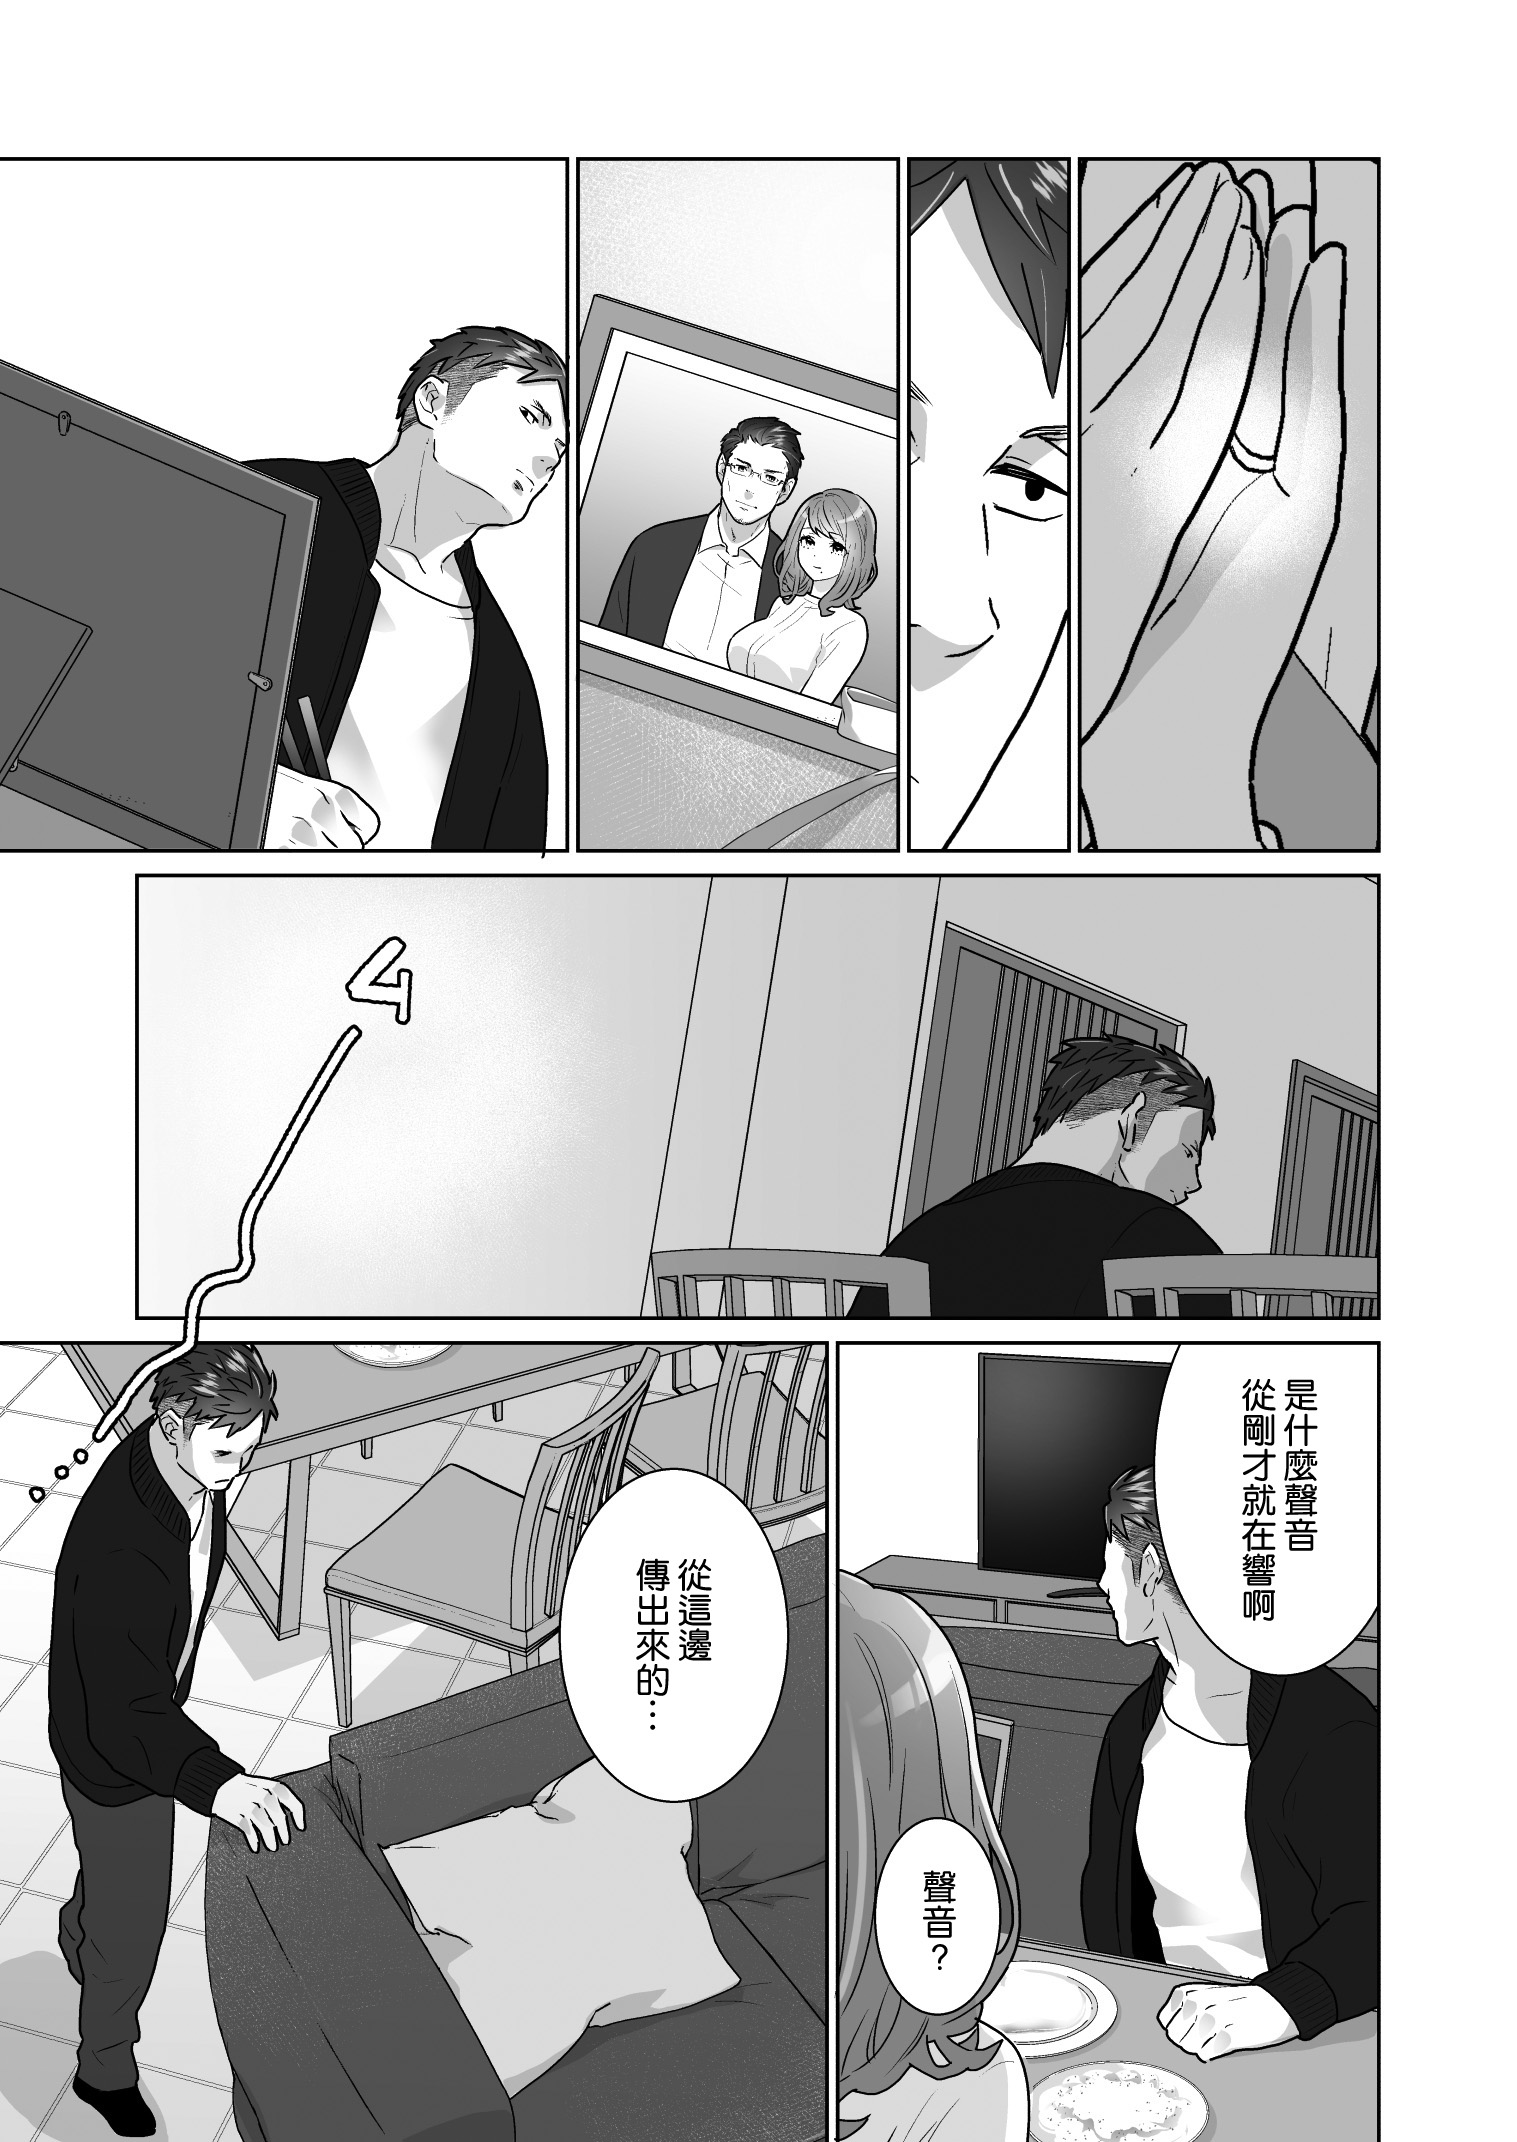 ム
是什麼聲音
從剛才就在響啊
聲音？
從這邊
傳出來的…